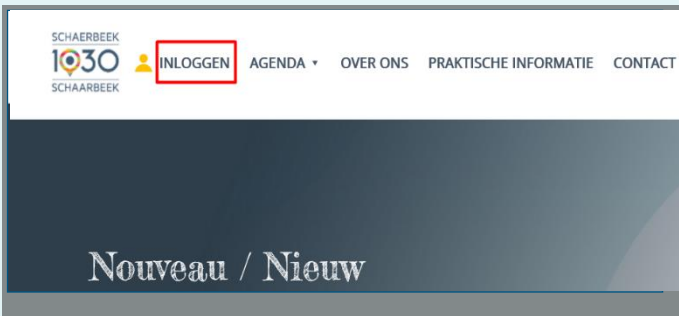 SCHAERBEEK
1030
SCHAARBEEK
INLOGGEN AGENDA ▾ OVER ONS PRAKTISCHE INFORMATIE CONTACT
Nouveau / Nieuw